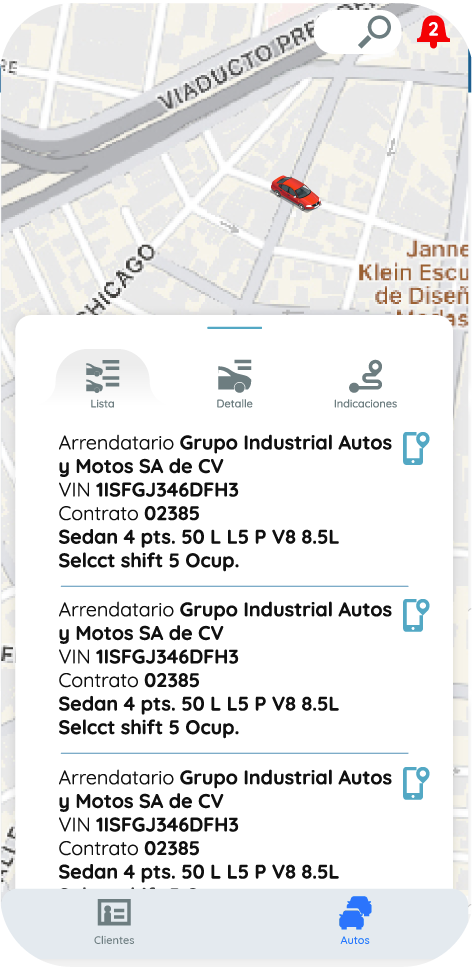 2
VIADUCTO PRE
RE
CHICAGO
Janne
Klein Escu
de Diseñ
Modas
Lista
Detalle
Indicaciones
Arrendatario Grupo Industrial Autos
y Motos SA de CV
VIN 1ISFGJ346DFH3
Contrato 02385
Sedan 4 pts. 50 L L5 P V8 8.5L
Selcct shift 5 Ocup.
Arrendatario Grupo Industrial Autos
y Motos SA de CV
VIN 1ISFGJ346DFH3
Contrato 02385
Sedan 4 pts. 50 L L5 P V8 8.5L
Selcct shift 5 Ocup.
Arrendatario Grupo Industrial Autos
y Motos SA de CV
VIN 1ISFGJ346DFH3
Contrato 02385
Sedan 4 pts. 50 L L5 P V8 8.5L
Clientes
Autos